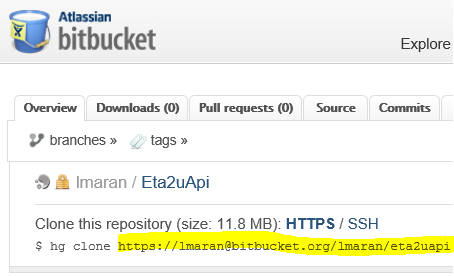 Atlassian
bitbucket
Explore
Overview Downloads (0) Pull requests (0) Source Commits
branches » tags »
lmaran / Eta2uApi
Clone this repository (size: 11.8 MB): HTTPS / SSH
$ hg clone https://lmaran@bitbucket.org/lmaran/eta2uapi